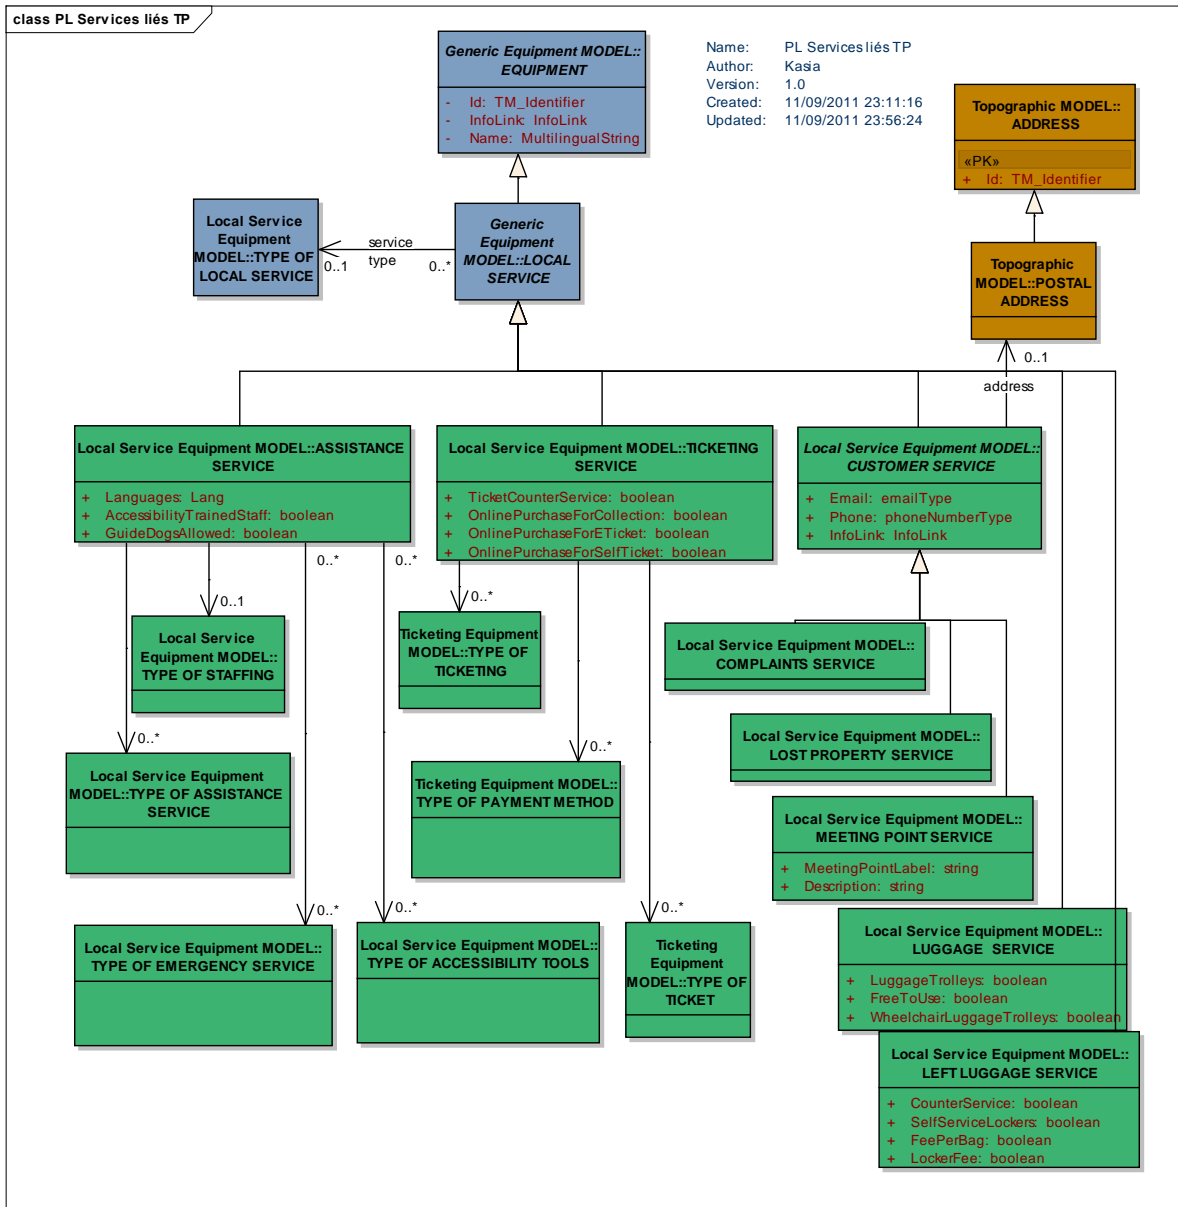 class PL Services liés TP
Generic Equipment MODEL::
EQUIPMENT
- Id: TM_Identifier
- InfoLink: InfoLink
- Name: MultilingualString
Name: PL Services liés TP
Author: Kasia
Version: 1.0
Created: 11/09/2011 23:11:16
Updated: 11/09/2011 23:56:24
Topographic MODEL::
ADDRESS
«PK»
+ Id: TM_Identifier
Local Service
Equipment
MODEL::TYPE OF
LOCAL SERVICE
service
type
0..1
0..*
Generic
Equipment
MODEL::LOCAL
SERVICE
Topographic
MODEL::POSTAL
ADDRESS
0..1
address
Local Service Equipment MODEL::ASSISTANCE
SERVICE
+ Languages: Lang
+ AccessibilityTrainedStaff: boolean
+ GuideDogsAllowed: boolean
Local Service Equipment MODEL::TICKETING
SERVICE
+ TicketCounterService: boolean
+ OnlinePurchaseForCollection: boolean
+ OnlinePurchaseForETicket: boolean
+ OnlinePurchaseForSelfTicket: boolean
Local Service Equipment MODEL::
CUSTOMER SERVICE
+ Email: emailType
+ Phone: phoneNumberType
+ InfoLink: InfoLink
0..*
0..*
0..1
0..*
Local Service
Equipment MODEL::
TYPE OF STAFFING
Ticketing Equipment
MODEL::TYPE OF
TICKETING
Local Service Equipment MODEL::
COMPLAINTS SERVICE
0..*
0..*
Local Service Equipment MODEL::
LOST PROPERTY SERVICE
Local Service Equipment
MODEL::TYPE OF ASSISTANCE
SERVICE
Ticketing Equipment MODEL::
TYPE OF PAYMENT METHOD
Local Service Equipment MODEL::
MEETING POINT SERVICE
+ MeetingPointLabel: string
+ Description: string
0..*
0..*
0..*
Local Service Equipment MODEL::
TYPE OF EMERGENCY SERVICE
Local Service Equipment MODEL::
TYPE OF ACCESSIBILITY TOOLS
Ticketing
Equipment
MODEL::TYPE OF
TICKET
Local Service Equipment MODEL::
LUGGAGE SERVICE
+ LuggageTrolleys: boolean
+ FreeToUse: boolean
+ WheelchairLuggageTrolleys: boolean
Local Service Equipment MODEL::
LEFT LUGGAGE SERVICE
+ CounterService: boolean
+ SelfServiceLockers: boolean
+ FeePerBag: boolean
+ LockerFee: boolean